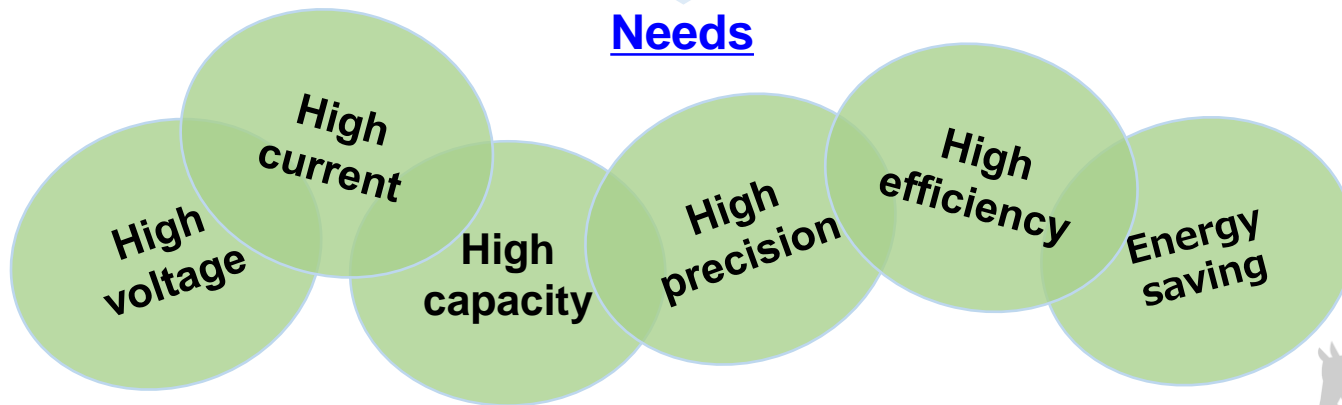 Needs
High
voltage
High
current
High
capacity
High
precision
High
efficiency
Energy
saving